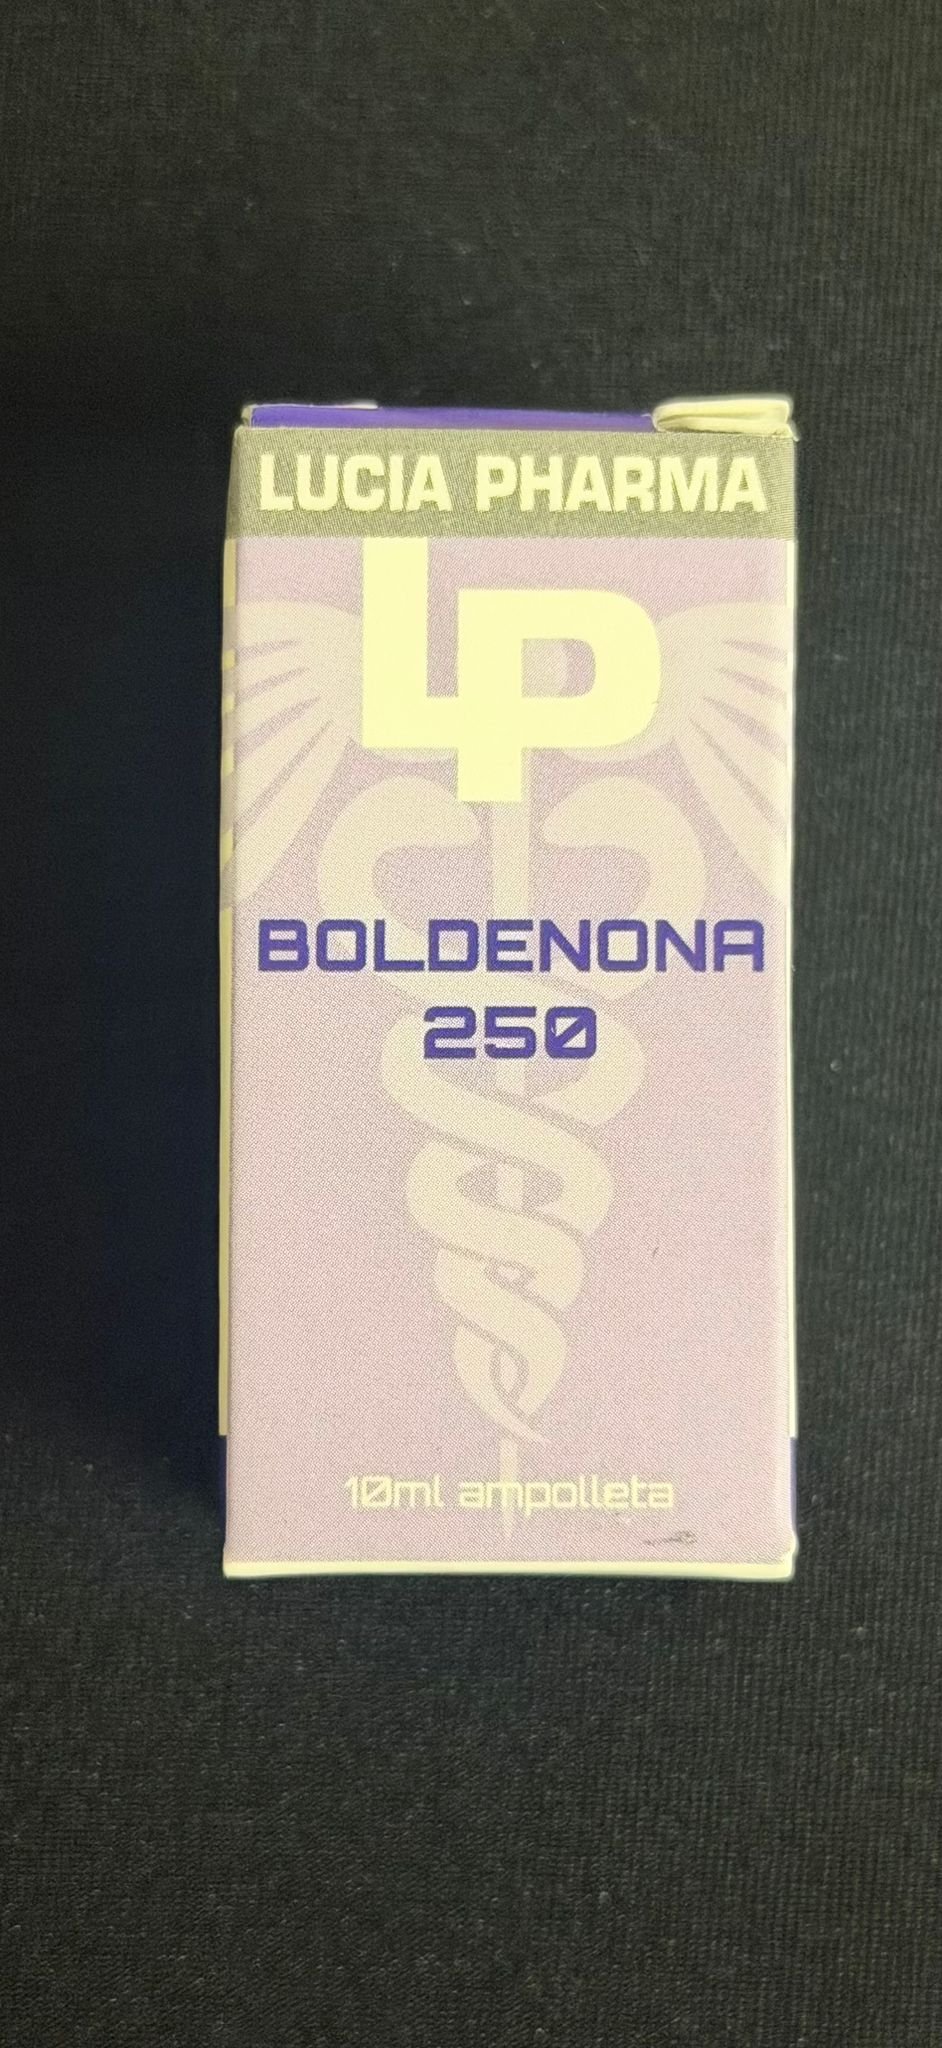 LUCIA PHARMA
LP
BOLDENONA
250
10ml ampolleta